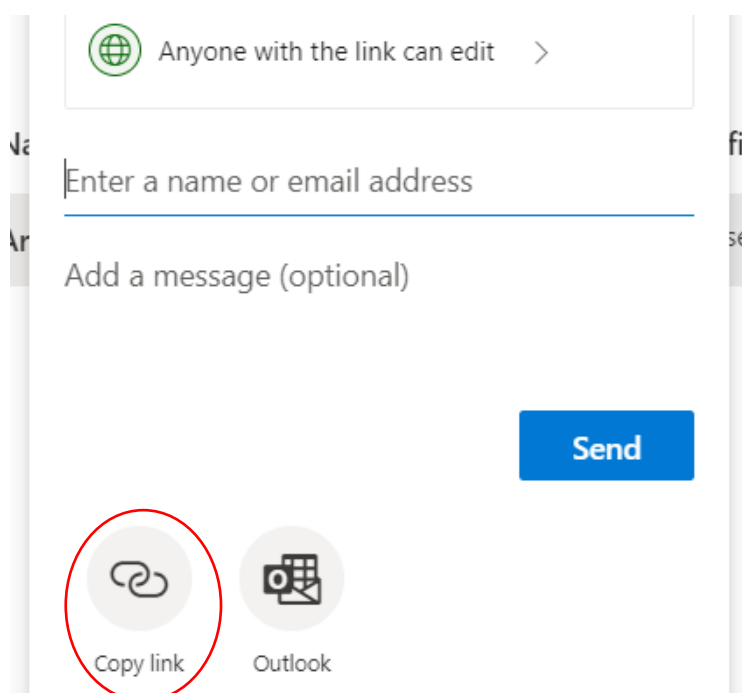 Anyone with the link can edit
Enter a name or email address
Add a message (optional)
Send
Copy link
Outlook